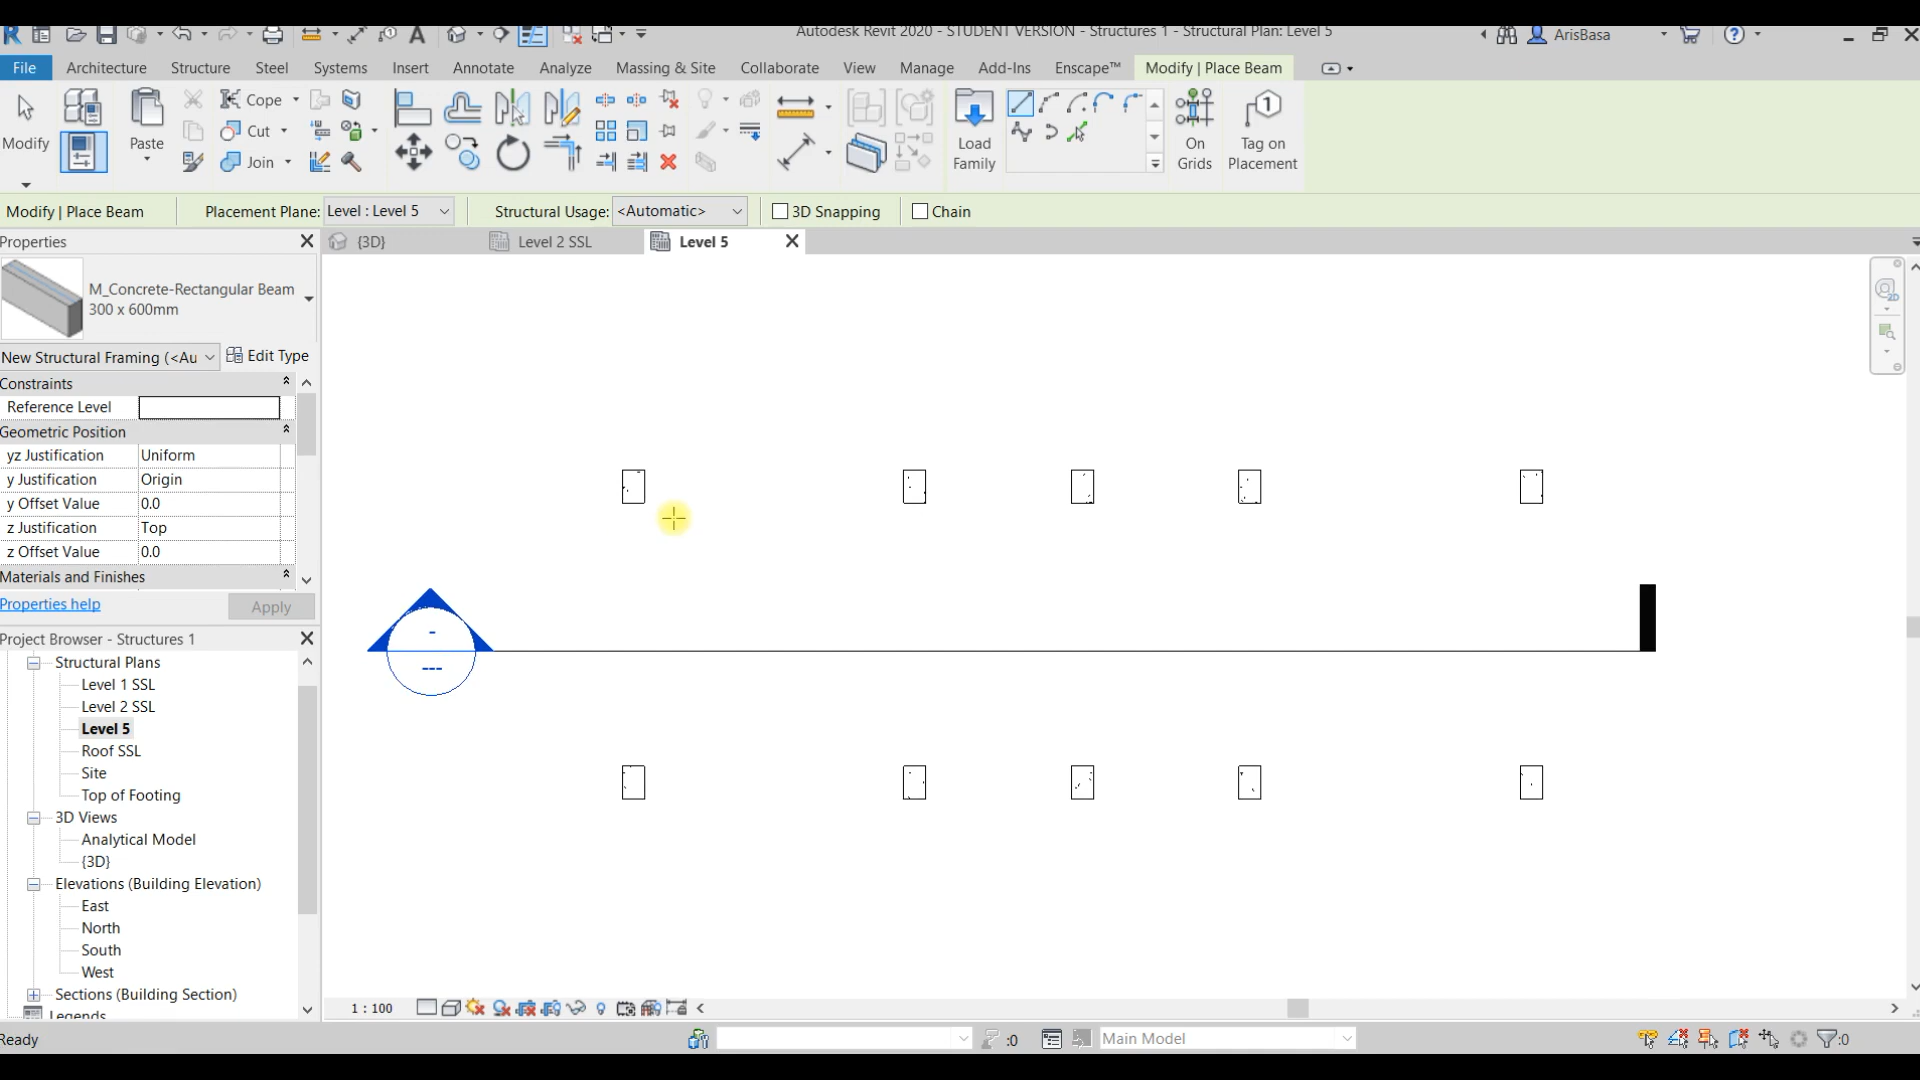 Autodesk Revit 2020 - STUDENT VERSION - Structures 1 - Structural Plan: Level 5
ArisBasa
File Architecture Structure Steel Systems Insert Annotate Analyze Massing & Site Collaborate View Manage Add-Ins Enscape™ Modify | Place Beam
Modify
Paste
Cope
Cut
Join
Load Family
On Grids
Tag on Placement
Modify | Place Beam Placement Plane: Level : Level 5 Structural Usage: <Automatic> 3D Snapping Chain
Properties
{3D} Level 2 SSL Level 5
M_Concrete-Rectangular Beam
300 x 600mm
New Structural Framing (<Au Edit Type
Constraints
Reference Level
Geometric Position
yz Justification Uniform
y Justification Origin
y Offset Value 0.0
z Justification Top
z Offset Value 0.0
Materials and Finishes
Properties help Apply
Project Browser - Structures 1
Structural Plans
Level 1 SSL
Level 2 SSL
Level 5
Roof SSL
Site
Top of Footing
3D Views
Analytical Model
{3D}
Elevations (Building Elevation)
East
North
South
West
Sections (Building Section)
Legends
-
---
1 : 100
Ready
:0
Main Model
:0